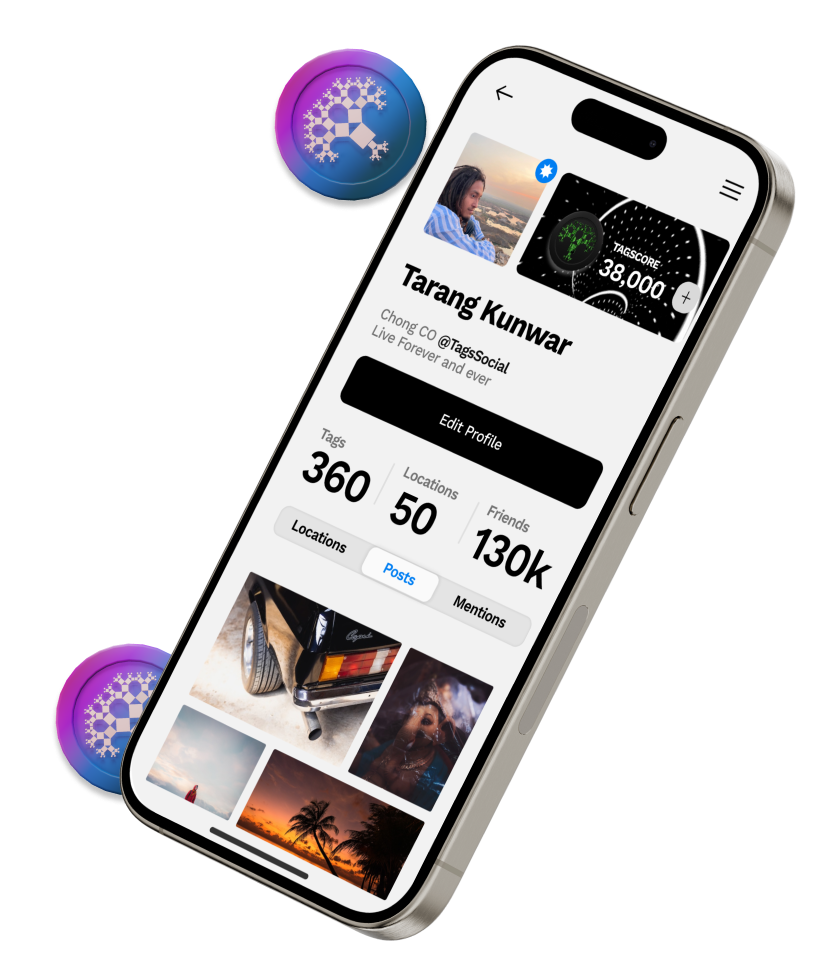 TAGSCORE
38,000
Tarang Kunwar
Chong CO @TagsSocial
Live Forever and ever
Edit Profile
Tags
360
Locations
50
Friends
130k
Locations
Posts
Mentions